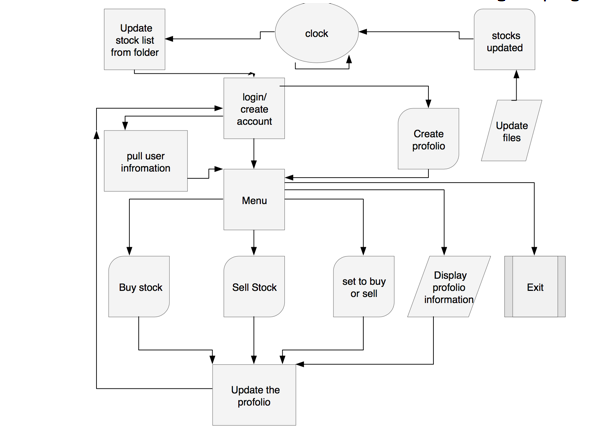 Update
stock list
from folder
clock
stocks
updated
login/
create
account
Create
profolio
Update
files
pull user
infromation
Menu
Buy stock
Sell Stock
set to buy
or sell
Display
profolio
information
Exit
Update the
profolio